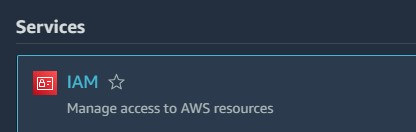 Services
IAM
Manage access to AWS resources